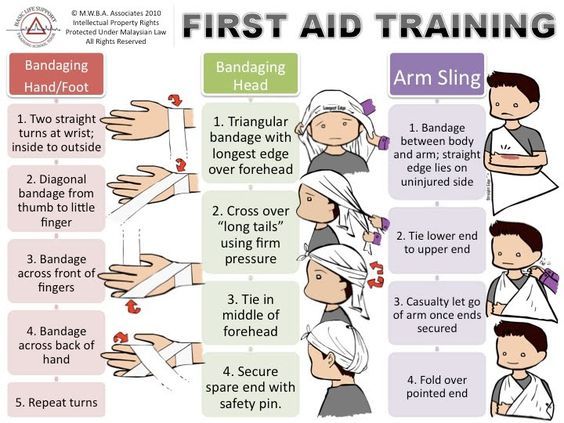 BASIC LIFE SUPPORT
© M.W.B.A. Associates 2010
Intellectual Property Rights
Protected Under Malaysian Law
All Rights Reserved
FIRST AID TRAINING
Bandaging
Hand/Foot
1. Two straight
turns at wrist;
inside to outside
2. Diagonal
bandage from
thumb to little
finger
3. Bandage
across front of
fingers
4. Bandage
across back of
hand
5. Repeat turns
Bandaging
Head
1. Triangular
bandage with
longest edge
over forehead
2. Cross over
“long tails”
using firm
pressure
3. Tie in
middle of
forehead
4. Secure
spare end with
safety pin.
Longest Edge
Arm Sling
1. Bandage
between body
and arm; straight
edge lies on
uninjured side
2. Tie lower end
to upper end
3. Casualty let go
of arm once ends
secured
4. Fold over
pointed end
Straight Line